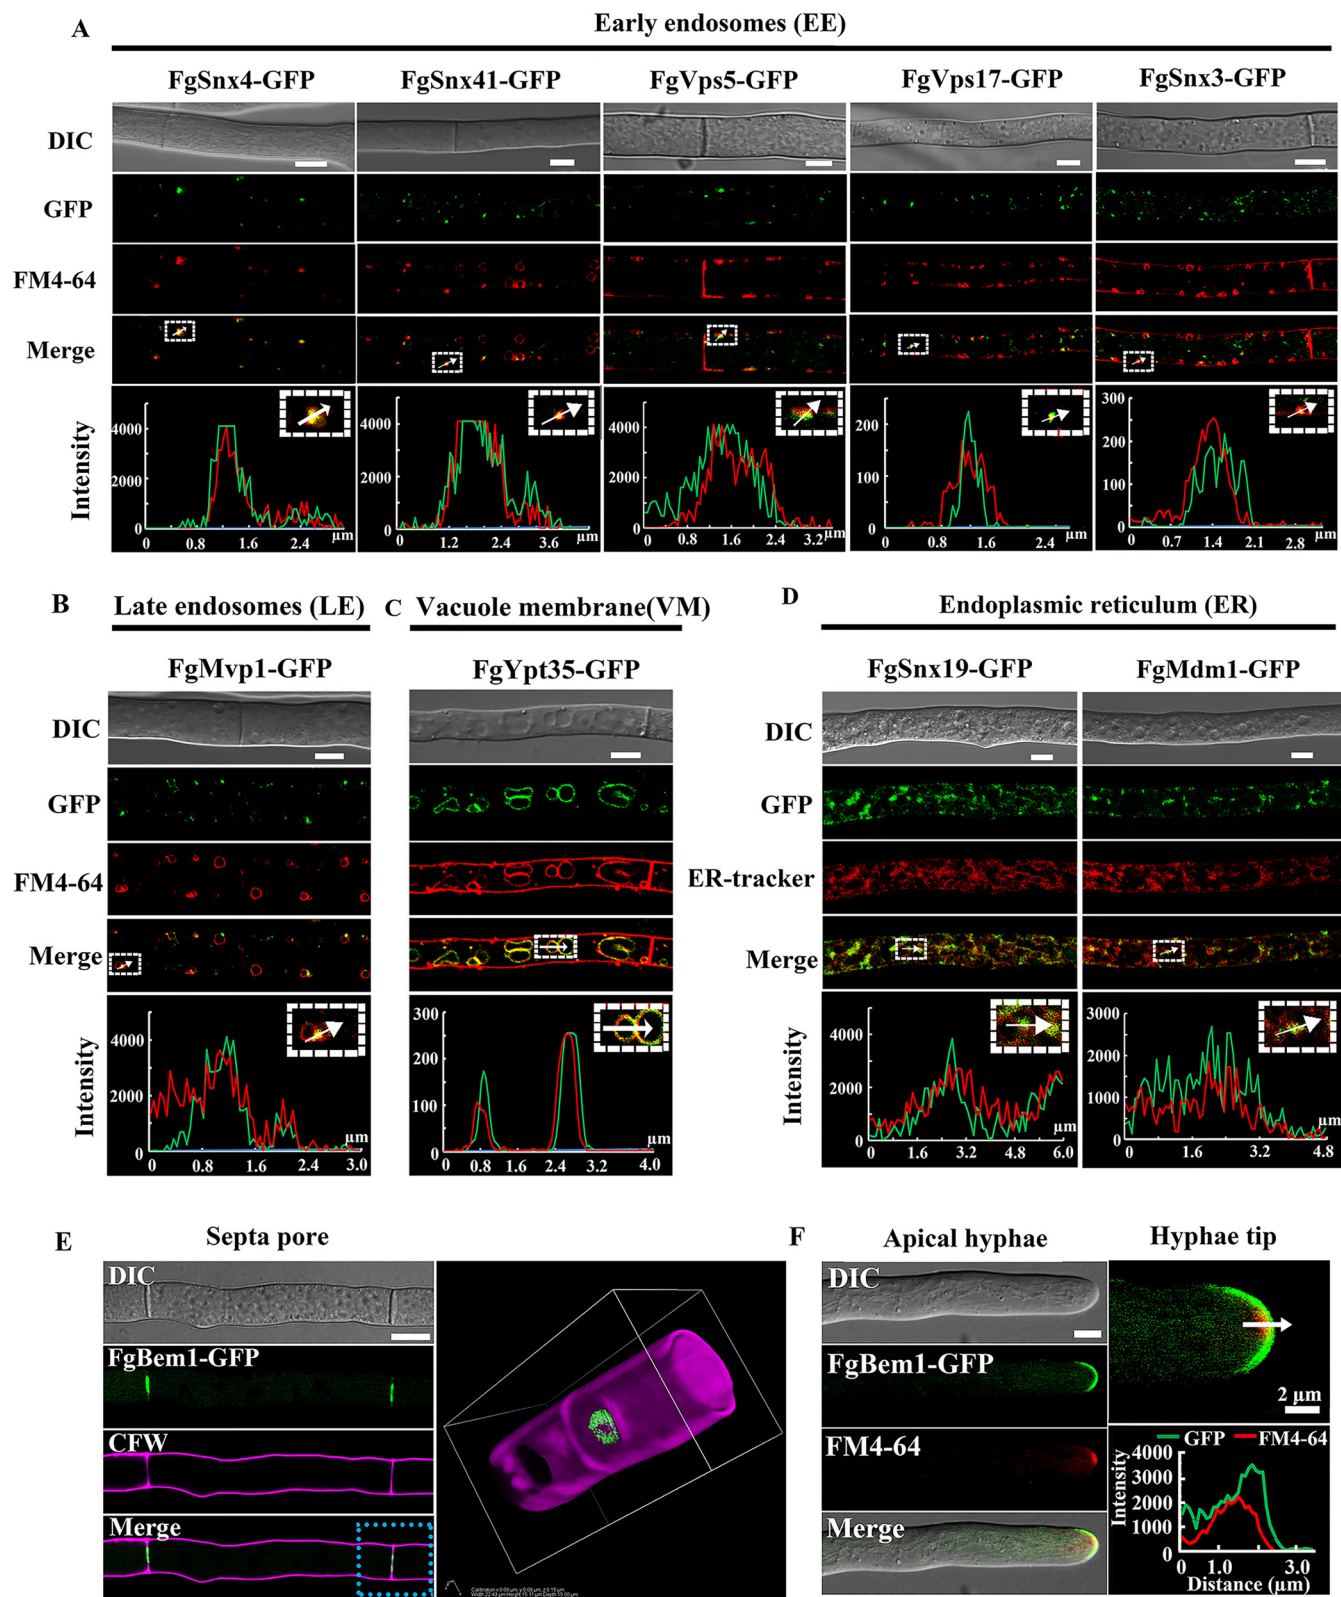 A
Early endosomes (EE)
FgSnx4-GFP FgSnx41-GFP FgVps5-GFP FgVps17-GFP FgSnx3-GFP
DIC
GFP
FM4-64
Merge
Intensity
4000
2000
0
0 0.8 1.6 2.4 µm
4000
2000
0
1.2 2.4 3.6 µm
4000
2000
0
0 0.8 1.6 2.4 3.2 µm
200
100
0
0 0.8 1.6 2.4 µm
300
200
100
0
0 0.7 1.4 2.1 2.8 µm
B
Late endosomes (LE)
FgMvp1-GFP
DIC
GFP
FM4-64
Merge
Intensity
4000
2000
0
0 0.8 1.6 2.4 3.0
µm
C
Vacuole membrane(VM)
FgYpt35-GFP
300
200
100
0
0.8 1.6 2.4 3.2 4.0
µm
D
Endoplasmic reticulum (ER)
FgSnx19-GFP FgMdm1-GFP
DIC
GFP
ER-tracker
Merge
Intensity
4000
2000
0
0 1.6 3.2 4.8 6.0
µm
3000
2000
1000
0
0 1.6 3.2 4.8
µm
E
Septa pore
DIC
FgBem1-GFP
CFW
Merge
F
Apical hyphae
Hyphae tip
DIC
FgBem1-GFP
FM4-64
Merge
2 µm
GFP FM4-64
Intensity
4000
3000
2000
1000
0
0 1.0 2.0 3.0
Distance (µm)